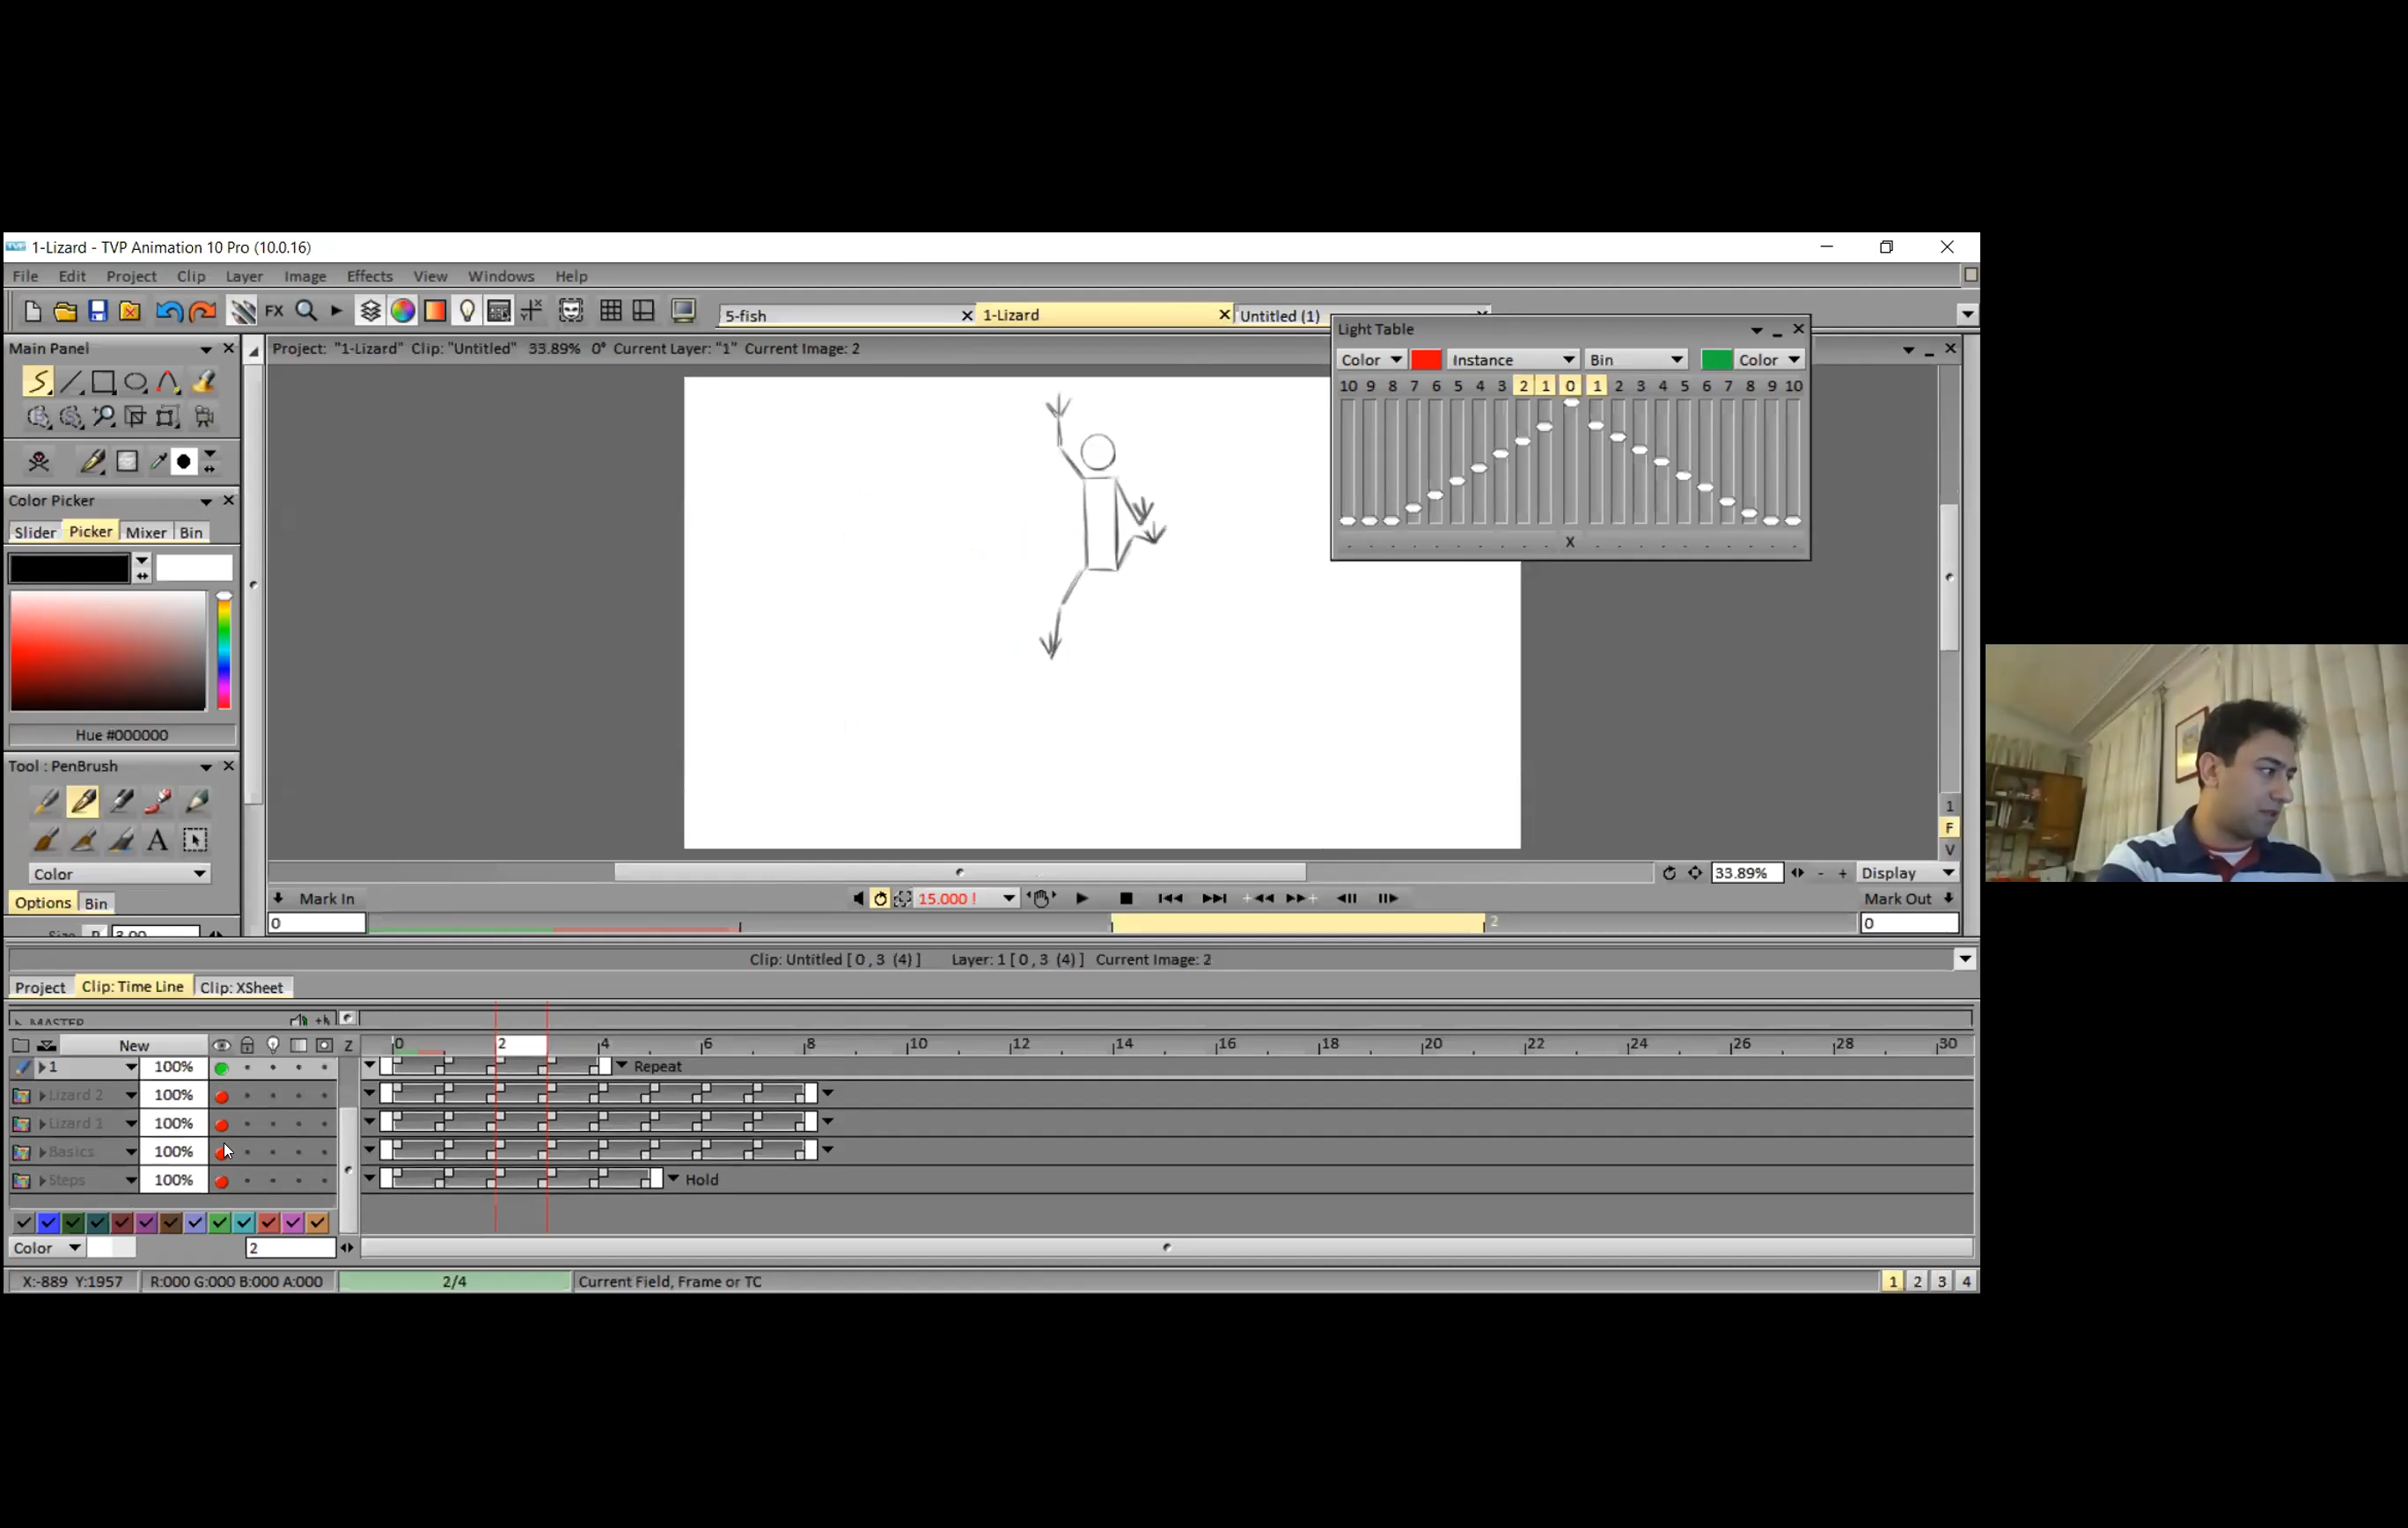 TVP 1-Lizard - TVP Animation 10 Pro (10.0.16)
File Edit Project Clip Layer Image Effects View Windows Help
FX
5-fish
1-Lizard
Untitled (1)
Main Panel
Project: "1-Lizard" Clip: "Untitled" 33.89% 0° Current Layer: "1" Current Image: 2
Light Table
Color Instance Bin Color
10 9 8 7 6 5 4 3 2 1 0 1 2 3 4 5 6 7 8 9 10
X
Color Picker
Slider Picker Mixer Bin
Hue #000000
Tool : PenBrush
A
Color
Options Bin
Size P 3.00
1
F
V
33.89% - + Display
Mark In
15.000 !
Mark Out
0
2
0
Clip: Untitled [ 0 , 3 (4) ] Layer: 1 [ 0 , 3 (4) ] Current Image: 2
Project Clip: Time Line Clip: XSheet
MASTER
New Z
0 2 4 6 8 10 12 14 16 18 20 22 24 26 28 30
1 100% Repeat
Lizard 2 100%
Lizard 1 100%
Basics 100%
Steps 100% Hold
Color 2
X:-889 Y:1957 R:000 G:000 B:000 A:000 2/4 Current Field, Frame or TC 1 2 3 4